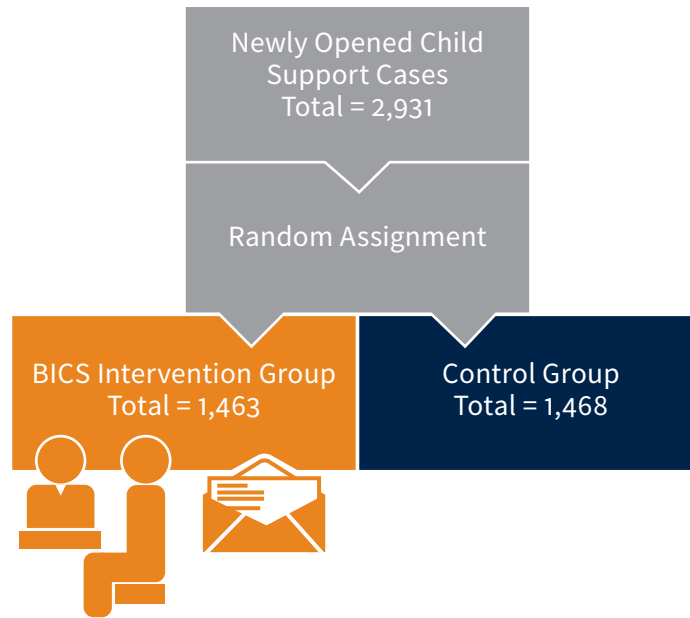 Newly Opened Child
Support Cases
Total = 2,931
Random Assignment
BICS Intervention Group
Total = 1,463
Control Group
Total = 1,468